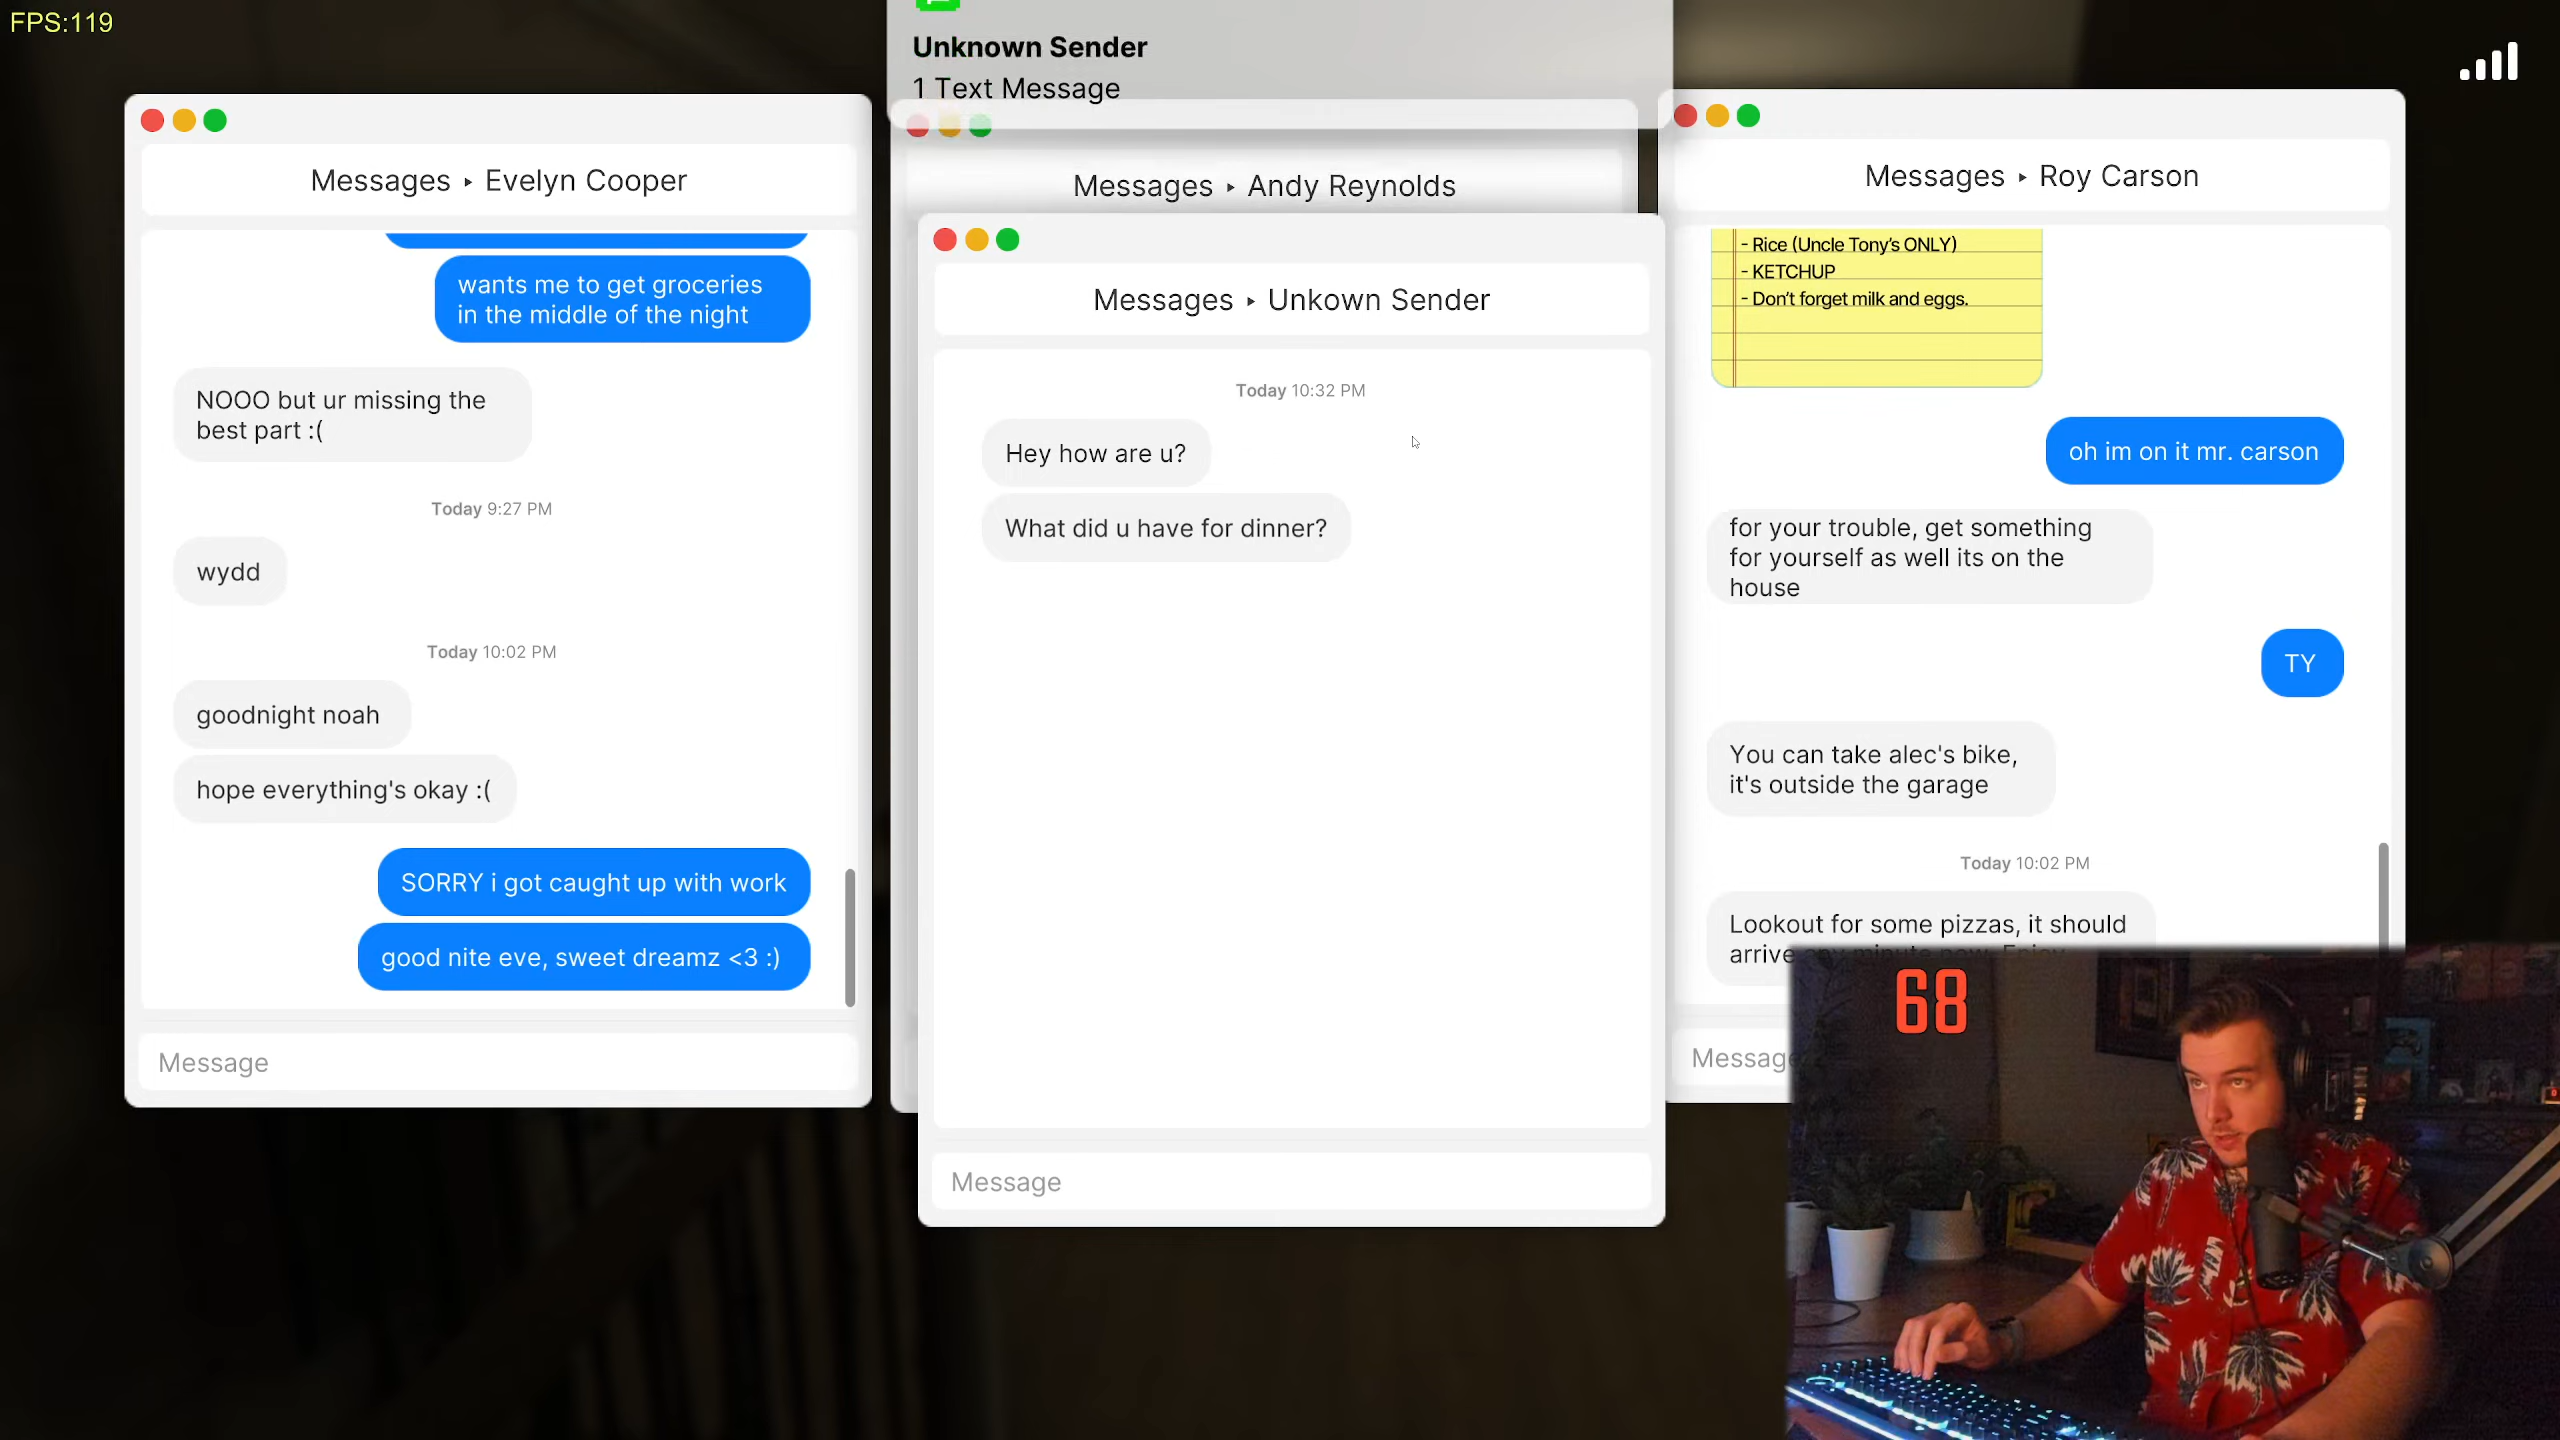 FPS:119
Unknown Sender
1 Text Message
Messages ▸ Evelyn Cooper
wants me to get groceries
in the middle of the night
NOOO but ur missing the
best part :(
Today 9:27 PM
wydd
Today 10:02 PM
goodnight noah
hope everything's okay :(
SORRY i got caught up with work
good nite eve, sweet dreamz <3 :)
Message
Messages ▸ Andy Reynolds
Messages ▸ Unkown Sender
Today 10:32 PM
Hey how are u?
What did u have for dinner?
Message
Messages ▸ Roy Carson
- Rice (Uncle Tony's ONLY)
- KETCHUP
- Don't forget milk and eggs.
oh im on it mr. carson
for your trouble, get something
for yourself as well its on the
house
TY
You can take alec's bike,
it's outside the garage
Today 10:02 PM
Lookout for some pizzas, it should
arrive any minute now. Enjoy
Message
68